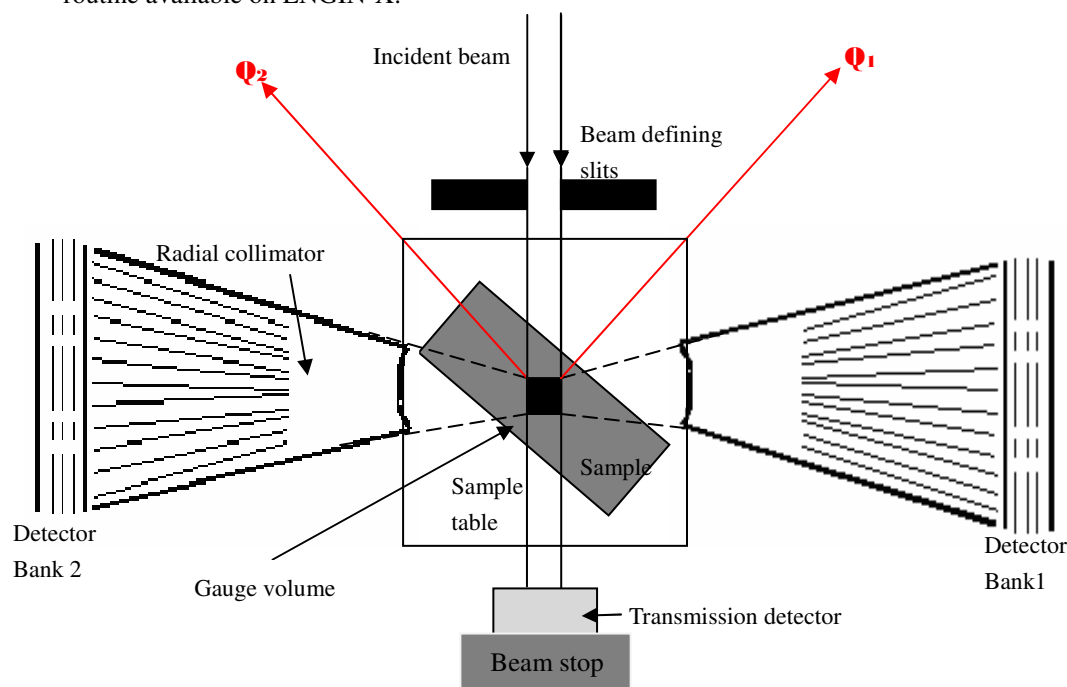 routine available on ENGIN-X.
Incident beam
Q₂
Q₁
Beam defining
slits
Radial collimator
Sample
Sample
table
Detector
Bank 2
Detector
Bank1
Gauge volume
Transmission detector
Beam stop